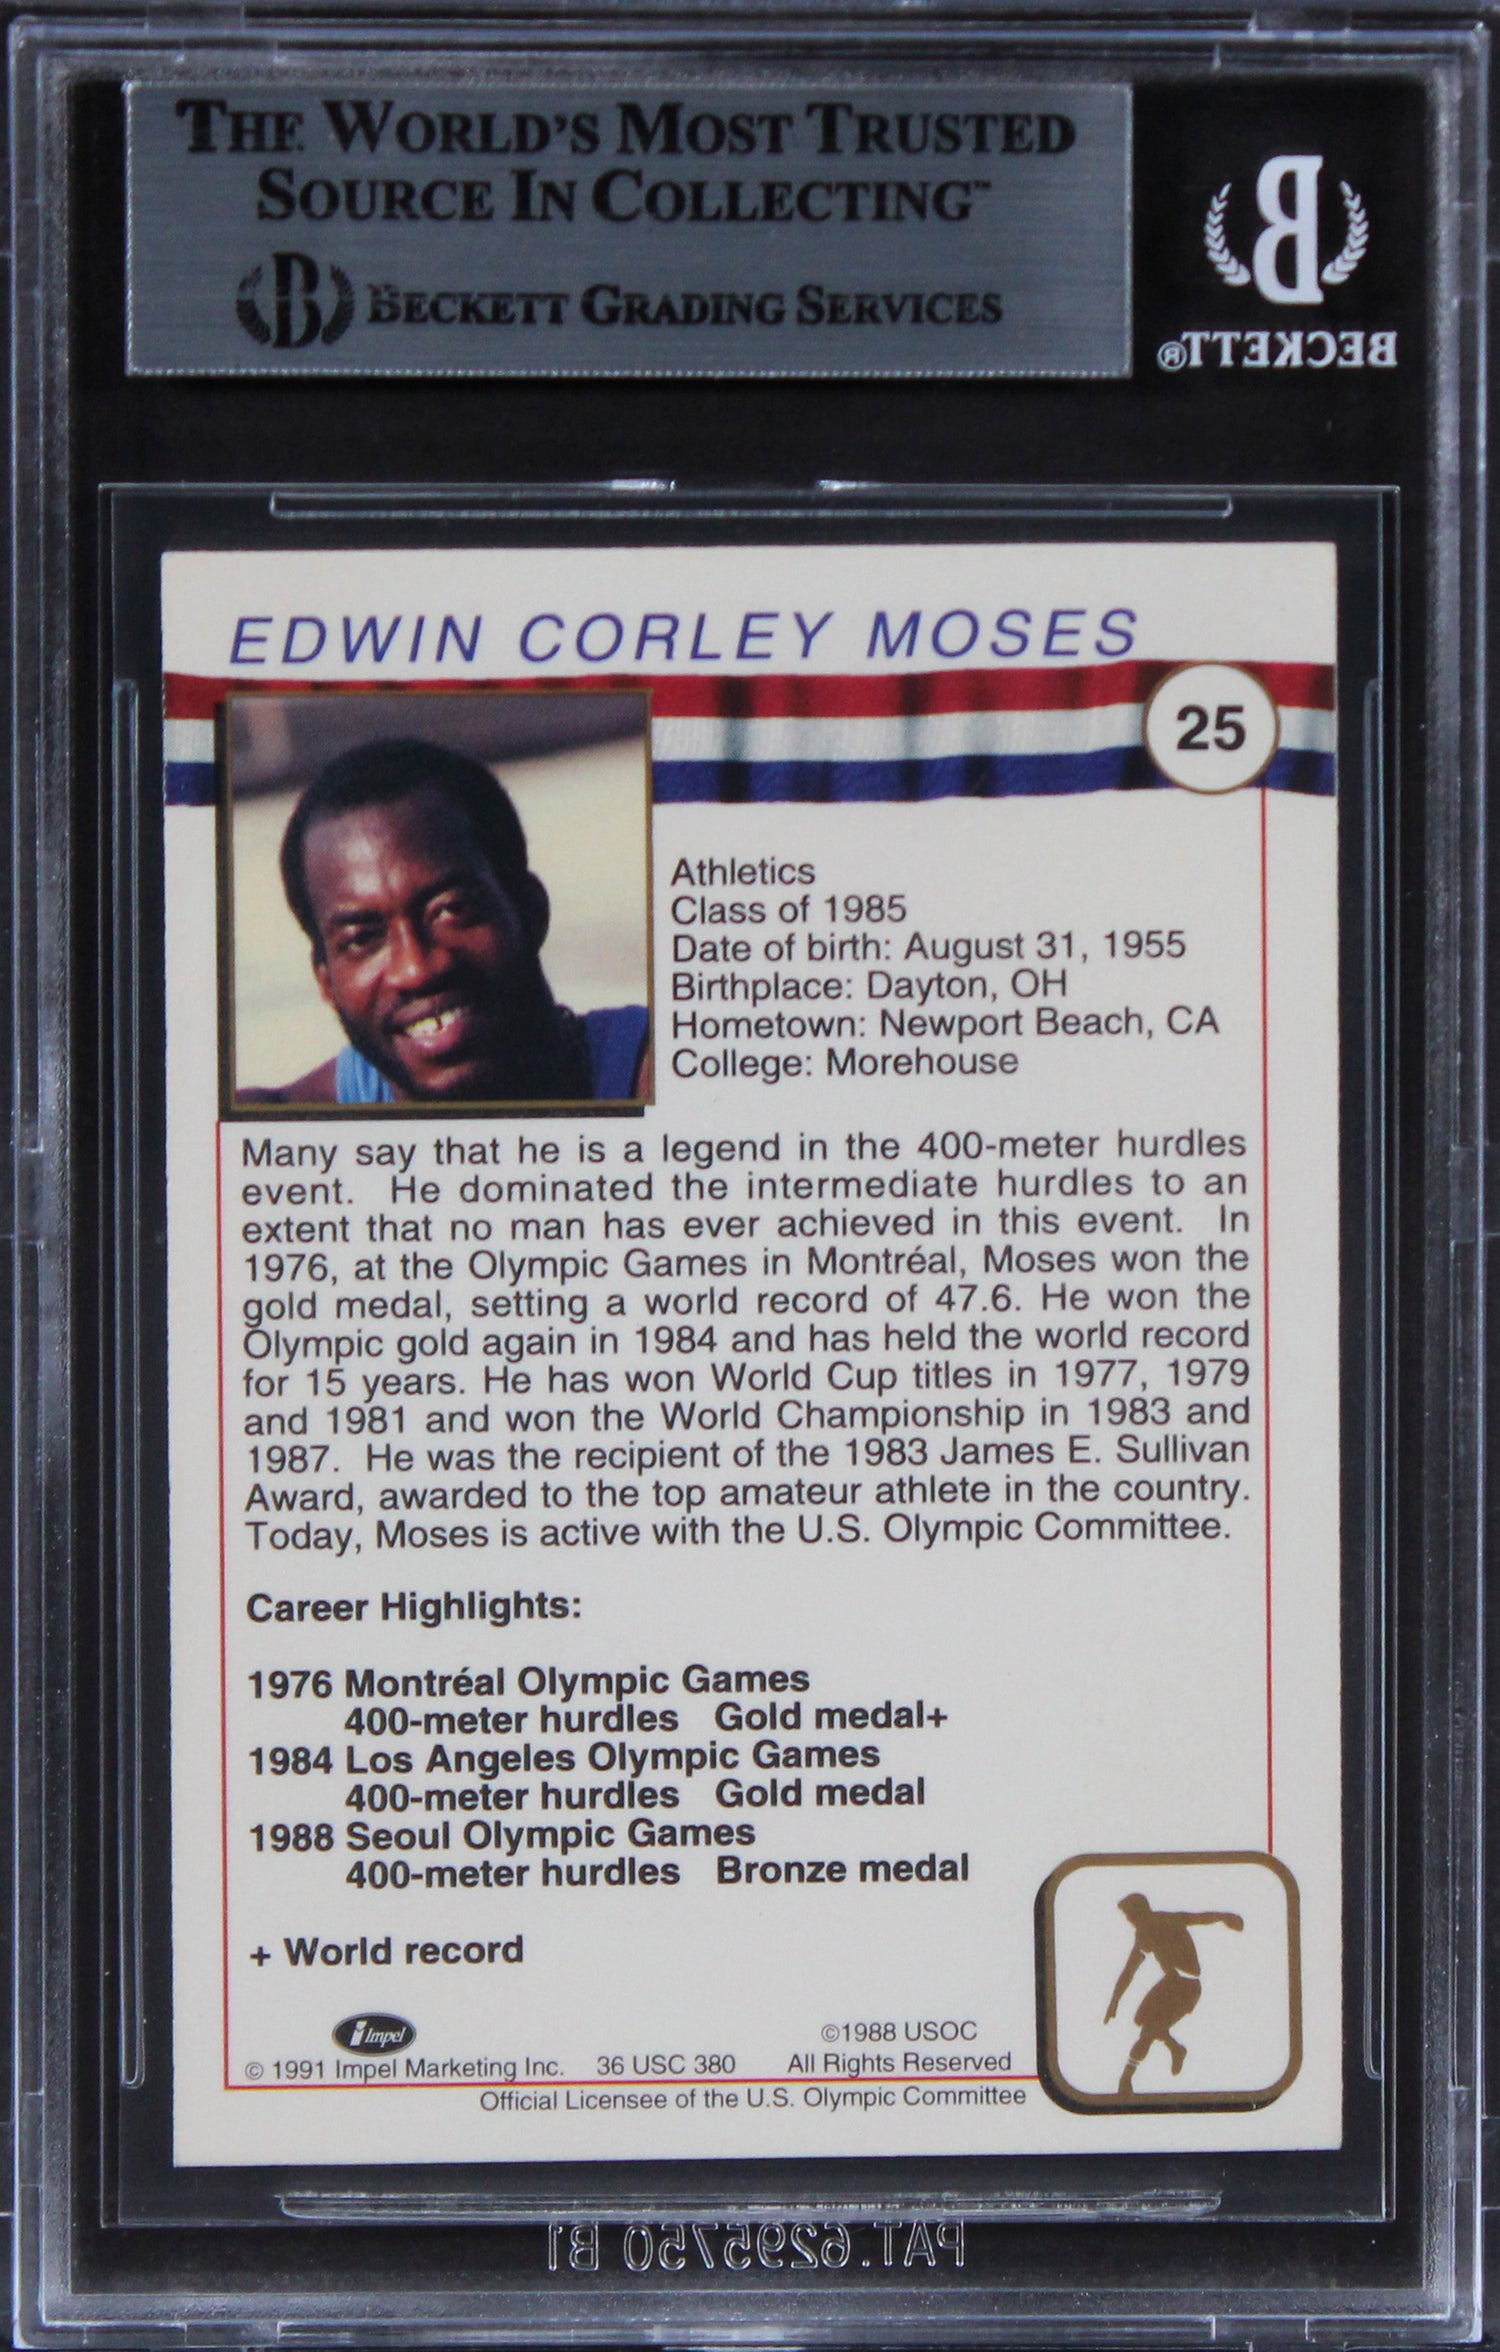 THE WORLD'S MOST TRUSTED
SOURCE IN COLLECTING™
BECKETT GRADING SERVICES
B
BECKETT®
EDWIN CORLEY MOSES
25
Athletics
Class of 1985
Date of birth: August 31, 1955
Birthplace: Dayton, OH
Hometown: Newport Beach, CA
College: Morehouse
Many say that he is a legend in the 400-meter hurdles
event. He dominated the intermediate hurdles to an
extent that no man has ever achieved in this event. In
1976, at the Olympic Games in Montréal, Moses won the
gold medal, setting a world record of 47.6. He won the
Olympic gold again in 1984 and has held the world record
for 15 years. He has won World Cup titles in 1977, 1979
and 1981 and won the World Championship in 1983 and
1987. He was the recipient of the 1983 James E. Sullivan
Award, awarded to the top amateur athlete in the country.
Today, Moses is active with the U.S. Olympic Committee.
Career Highlights:
1976 Montréal Olympic Games
400-meter hurdles Gold medal+
1984 Los Angeles Olympic Games
400-meter hurdles Gold medal
1988 Seoul Olympic Games
400-meter hurdles Bronze medal
+ World record
Impel
©1988 USOC
© 1991 Impel Marketing Inc. 36 USC 380 All Rights Reserved
Official Licensee of the U.S. Olympic Committee
PAT. 6295750 B1